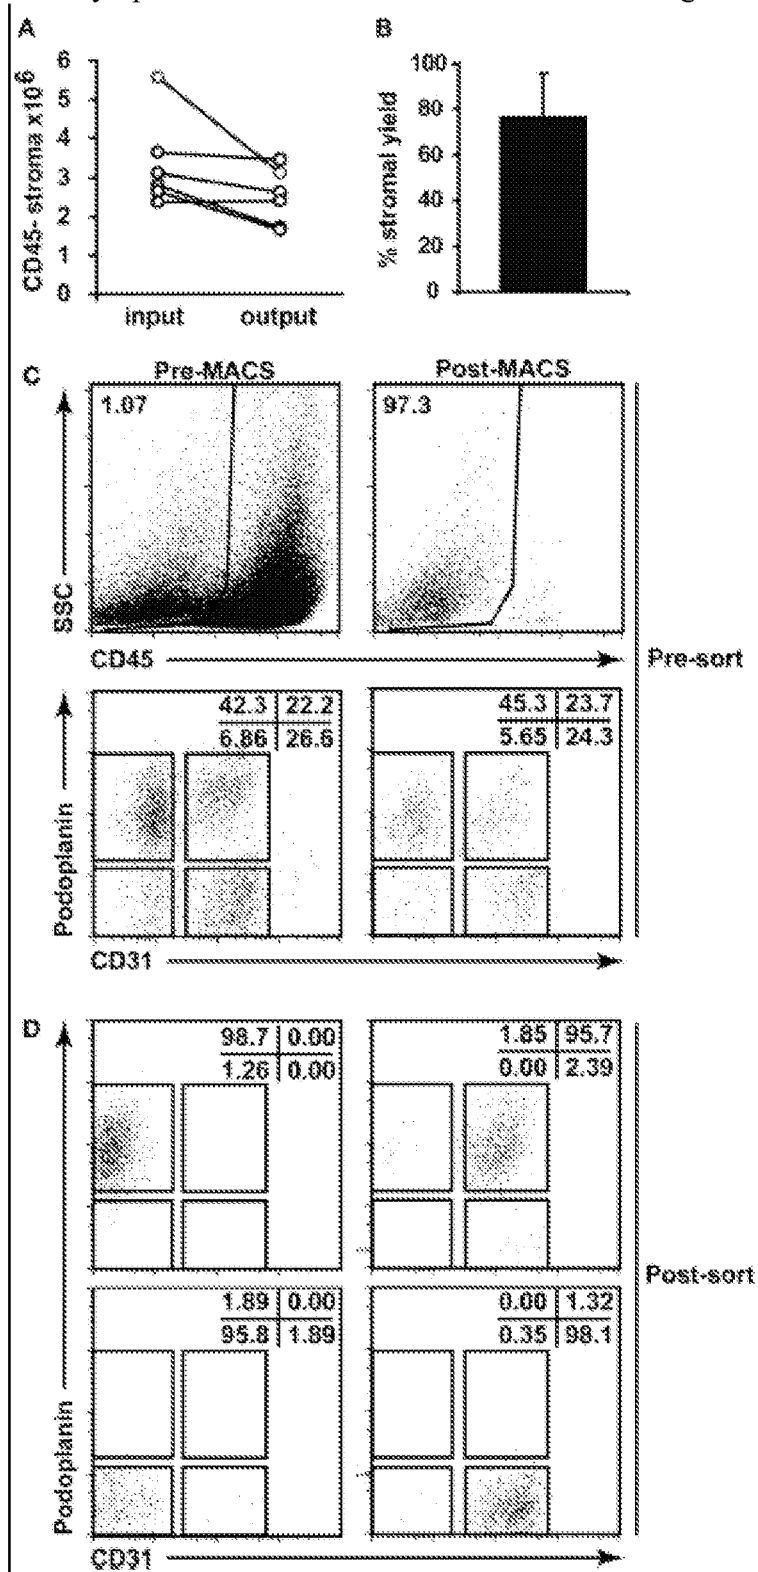 A
B
CD45- stroma x10⁶
6
5
4
3
2
1
0
input output
% stromal yield
100
80
60
40
20
0
C
Pre-MACS Post-MACS
1.07
97.3
SSC
CD45
Pre-sort
42.3 22.2
6.86 26.6
45.3 23.7
5.65 24.3
Podoplanin
CD31
D
98.7 0.00
1.26 0.00
1.85 95.7
0.00 2.39
1.89 0.00
95.8 1.89
0.00 1.32
0.35 98.1
Podoplanin
CD31
Post-sort